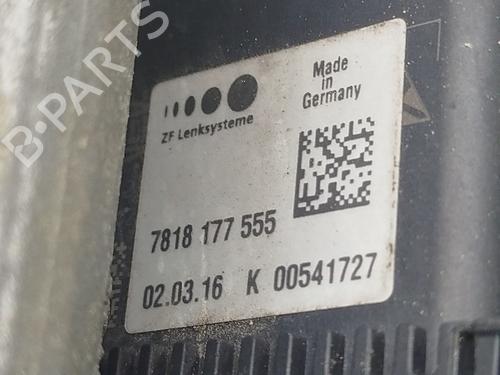 B-PARTS
ZF Lenksysteme
Made
in
Germany
7818 177 555
02.03.16 K 00541727